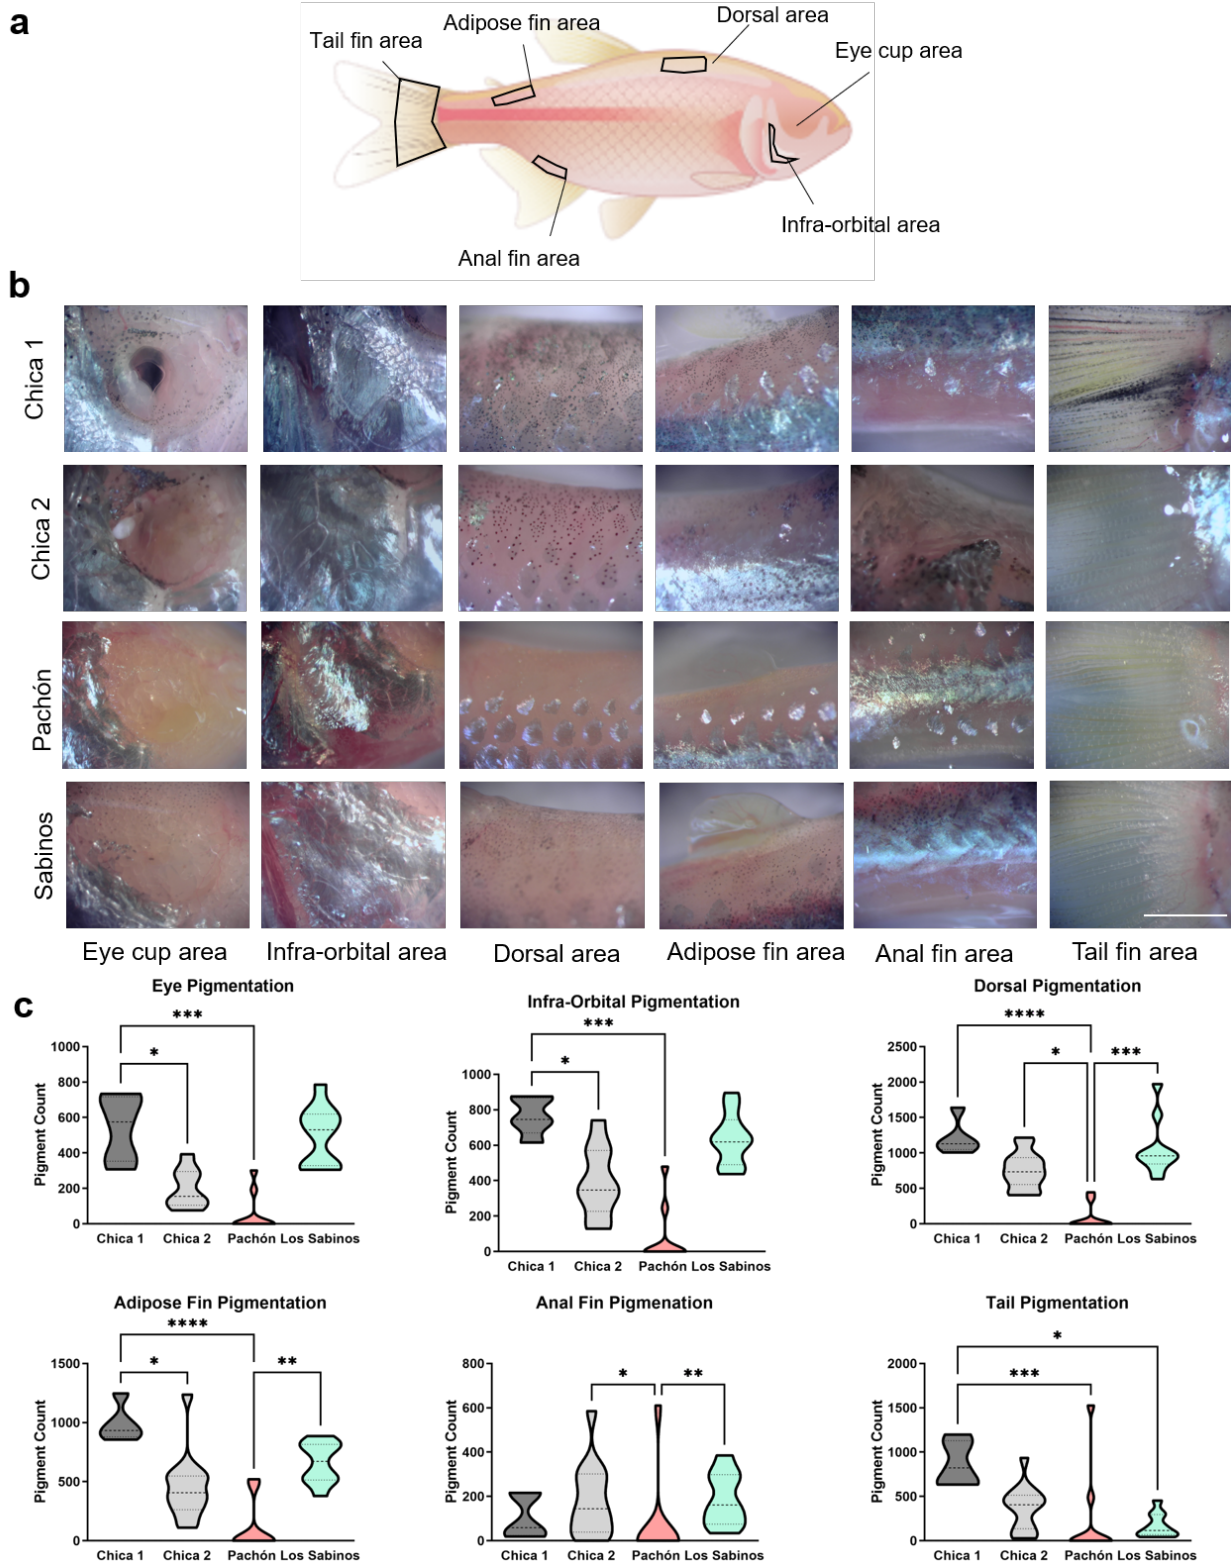 a
Tail fin area
Adipose fin area
Dorsal area
Eye cup area
Infra-orbital area
Anal fin area
b
Chica 1
Chica 2
Pachón
Sabinos
Eye cup area
Infra-orbital area
Dorsal area
Adipose fin area
Anal fin area
Tail fin area
c
Eye Pigmentation
***
*
Pigment Count
1000
800
600
400
200
0
Chica 1 Chica 2 Pachón Los Sabinos
Infra-Orbital Pigmentation
***
*
Pigment Count
1000
800
600
400
200
0
Chica 1 Chica 2 Pachón Los Sabinos
Dorsal Pigmentation
****
* ***
Pigment Count
2500
2000
1500
1000
500
0
Chica 1 Chica 2 Pachón Los Sabinos
Adipose Fin Pigmentation
****
* **
Pigment Count
1500
1000
500
0
Chica 1 Chica 2 Pachón Los Sabinos
Anal Fin Pigmenation
* **
Pigment Count
800
600
400
200
0
Chica 1 Chica 2 Pachón Los Sabinos
Tail Pigmentation
*
***
Pigment Count
2000
1500
1000
500
0
Chica 1 Chica 2 Pachón Los Sabinos